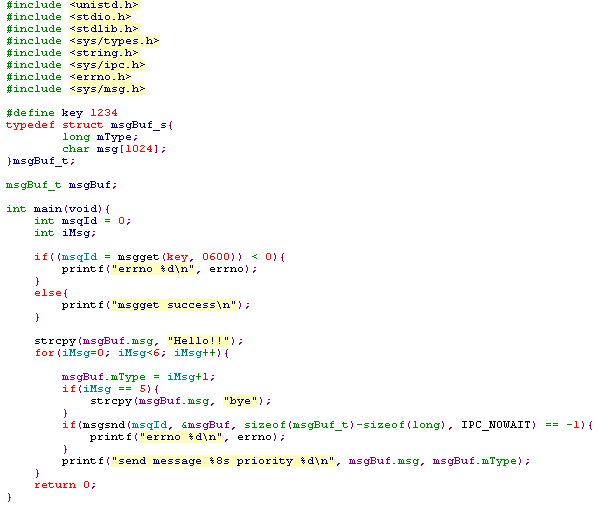 #include <unistd.h>
#include <stdio.h>
#include <stdlib.h>
#include <sys/types.h>
#include <string.h>
#include <sys/ipc.h>
#include <errno.h>
#include <sys/msg.h>
#define key 1234
typedef struct msgBuf_s{
        long mType;
        char msg[1024];
}msgBuf_t;
msgBuf_t msgBuf;
int main(void){
    int msqId = 0;
    int iMsg;
    if((msqId = msgget(key, 0600)) < 0){
        printf("errno %d\n", errno);
    }
    else{
        printf("msgget success\n");
    }
    strcpy(msgBuf.msg, "Hello!!");
    for(iMsg=0; iMsg<6; iMsg++){
        msgBuf.mType = iMsg+1;
        if(iMsg == 5){
            strcpy(msgBuf.msg, "bye");
        }
        if(msgsnd(msqId, &msgBuf, sizeof(msgBuf_t)-sizeof(long), IPC_NOWAIT) == -1){
            printf("errno %d\n", errno);
        }
        printf("send message %8s priority %d\n", msgBuf.msg, msgBuf.mType);
    }
    return 0;
}